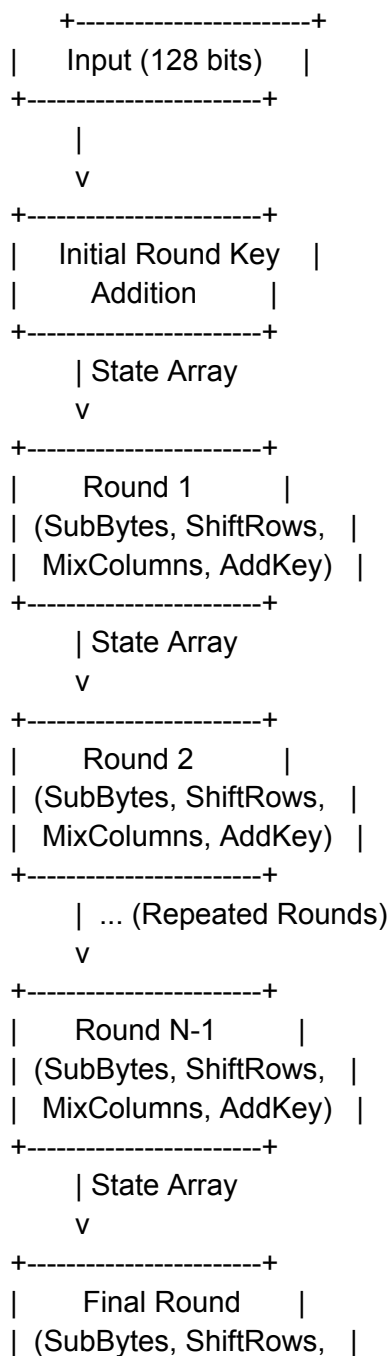 +------------------------+
| Input (128 bits) |
+------------------------+
|
v
+------------------------+
| Initial Round Key |
| Addition |
+------------------------+
| State Array
v
+------------------------+
| Round 1 |
| (SubBytes, ShiftRows, |
| MixColumns, AddKey) |
+------------------------+
| State Array
v
+------------------------+
| Round 2 |
| (SubBytes, ShiftRows, |
| MixColumns, AddKey) |
+------------------------+
| ... (Repeated Rounds)
v
+------------------------+
| Round N-1 |
| (SubBytes, ShiftRows, |
| MixColumns, AddKey) |
+------------------------+
| State Array
v
+------------------------+
| Final Round |
| (SubBytes, ShiftRows, |